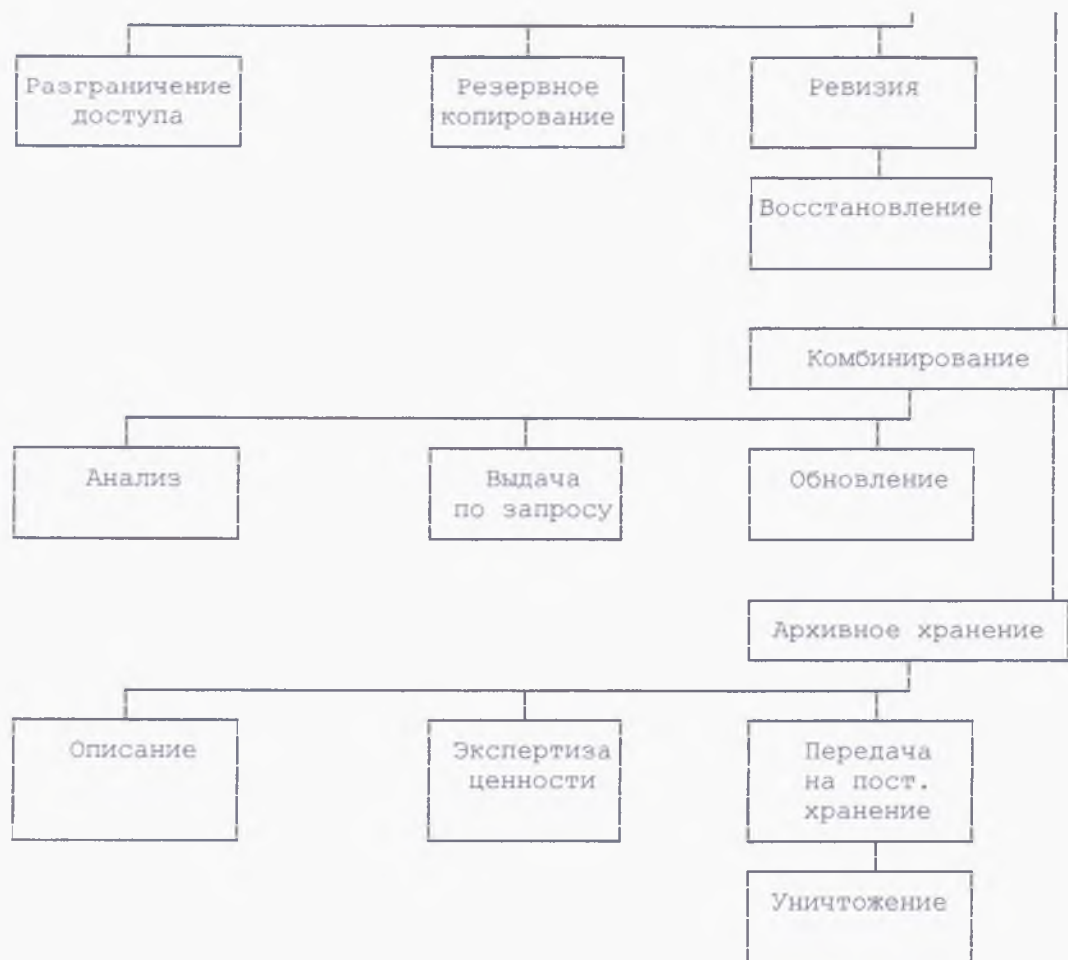 Разграничение
доступа
Резервное
копирование
Ревизия
Восстановление
Комбинирование
Анализ
Выдача
по запросу
Обновление
Архивное хранение
Описание
Экспертиза
ценности
Передача
на пост.
хранение
Уничтожение